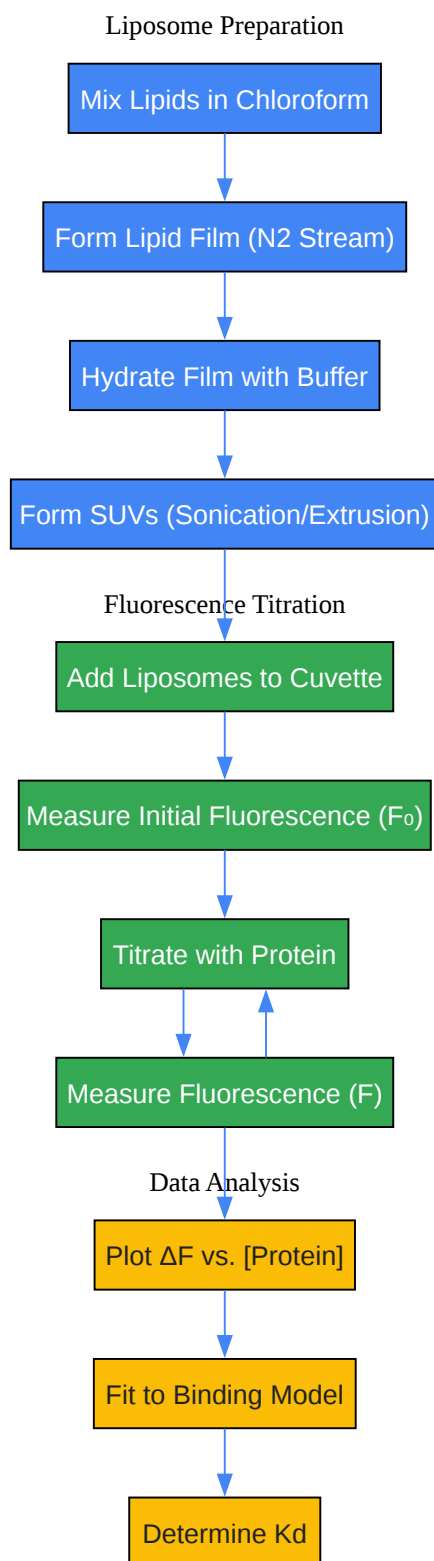 Liposome Preparation
Mix Lipids in Chloroform
Form Lipid Film (N2 Stream)
Hydrate Film with Buffer
Form SUVs (Sonication/Extrusion)
Fluorescence Titration
Add Liposomes to Cuvette
Measure Initial Fluorescence (F₀)
Titrate with Protein
Measure Fluorescence (F)
Data Analysis
Plot ΔF vs. [Protein]
Fit to Binding Model
Determine Kd